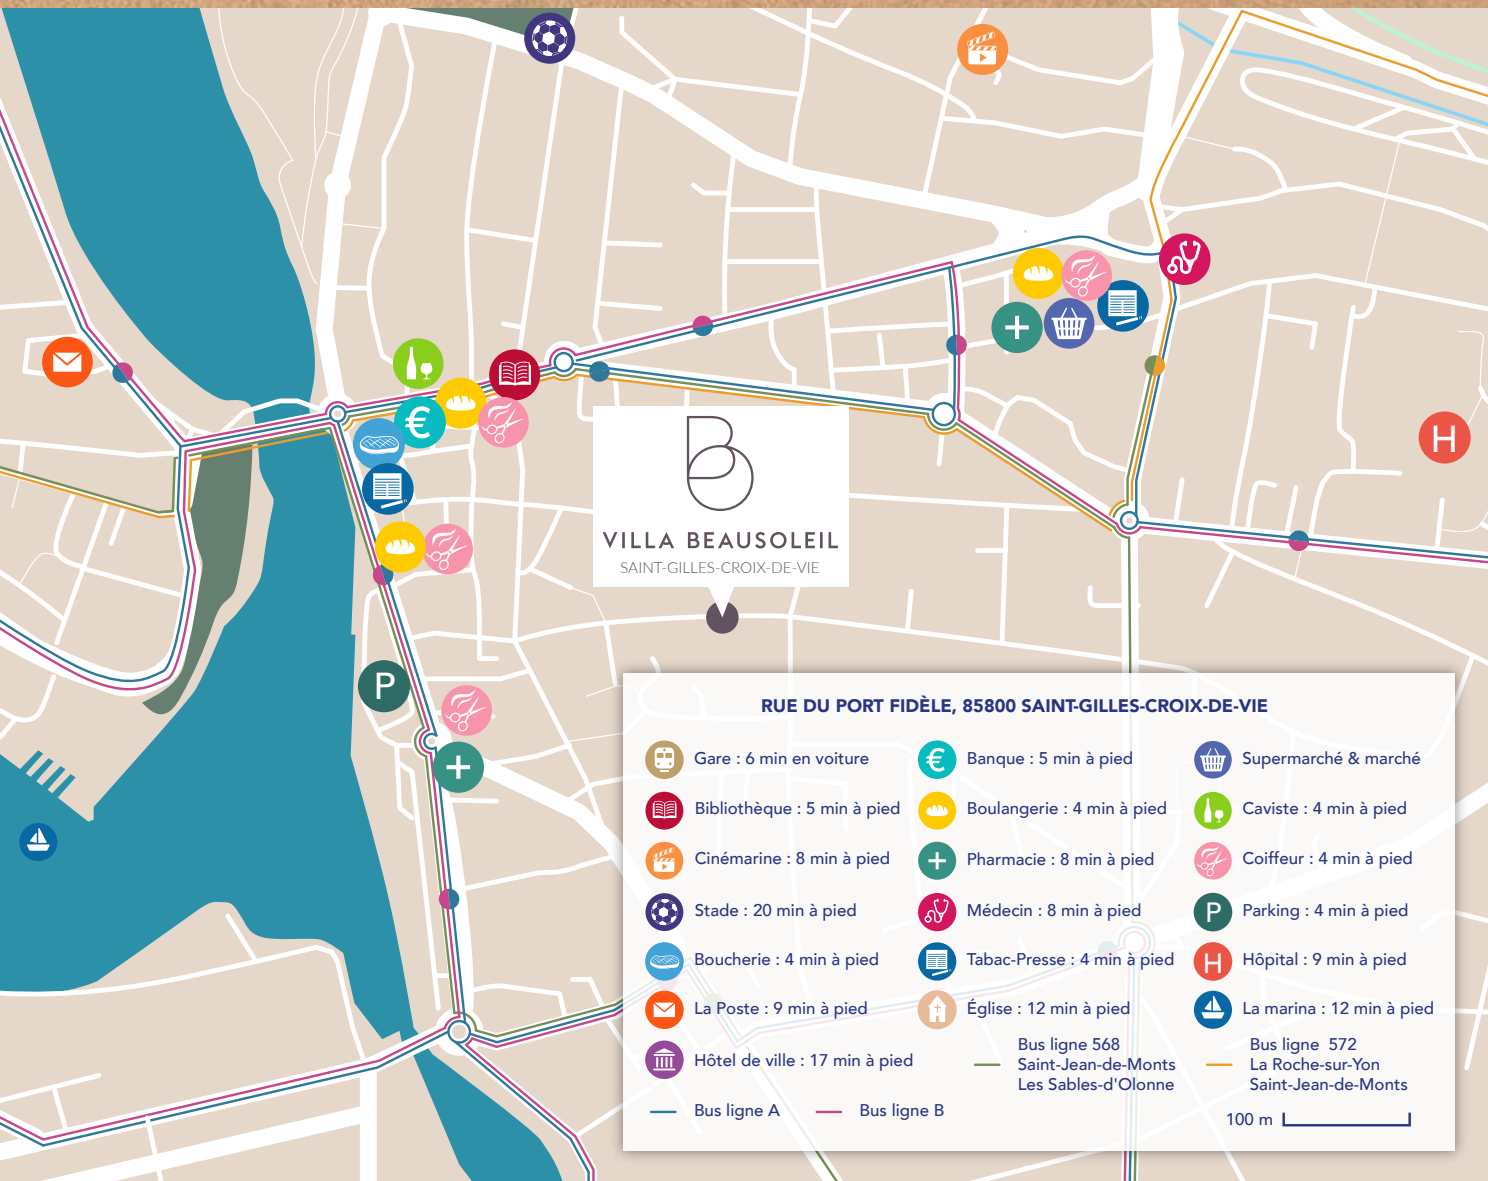 VILLA BEAUSOLEIL
SAINT-GILLES-CROIX-DE-VIE
P
H
€
RUE DU PORT FIDÈLE, 85800 SAINT-GILLES-CROIX-DE-VIE
Gare : 6 min en voiture
Bibliothèque : 5 min à pied
Cinémarine : 8 min à pied
Stade : 20 min à pied
Boucherie : 4 min à pied
La Poste : 9 min à pied
Hôtel de ville : 17 min à pied
€ Banque : 5 min à pied
Boulangerie : 4 min à pied
Pharmacie : 8 min à pied
Médecin : 8 min à pied
Tabac-Presse : 4 min à pied
Église : 12 min à pied
Supermarché & marché
Caviste : 4 min à pied
Coiffeur : 4 min à pied
P Parking : 4 min à pied
H Hôpital : 9 min à pied
La marina : 12 min à pied
Bus ligne 568
Saint-Jean-de-Monts
Les Sables-d'Olonne
Bus ligne 572
La Roche-sur-Yon
Saint-Jean-de-Monts
Bus ligne A
Bus ligne B
100 m